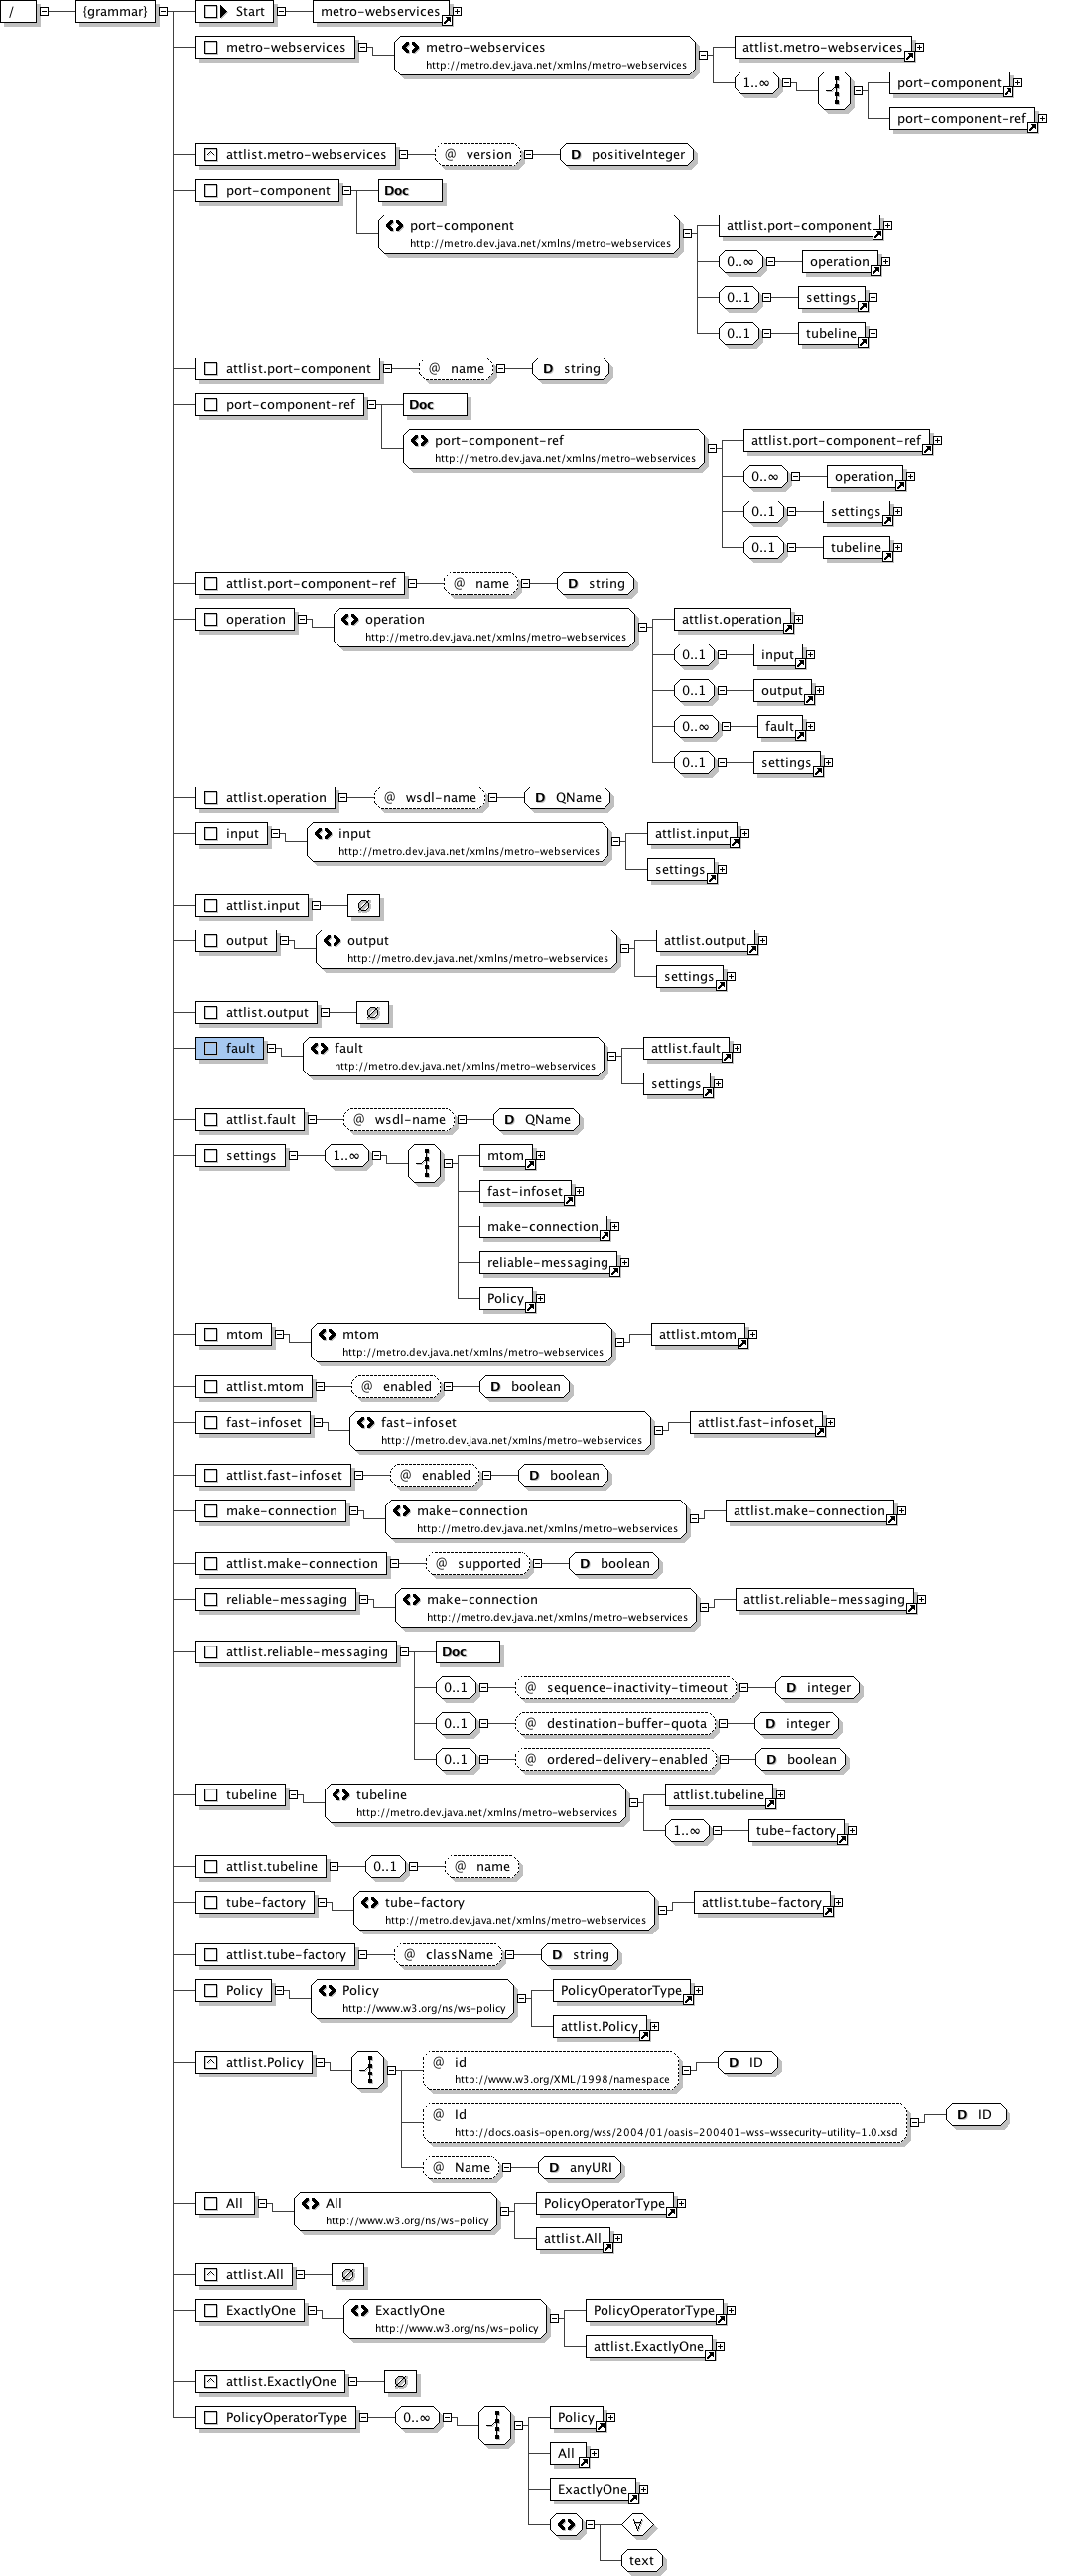 / {grammar} Start metro-webservices
metro-webservices metro-webservices attlist.metro-webservices
http://metro.dev.java.net/xmlns/metro-webservices
1..∞ port-component
port-component-ref
attlist.metro-webservices @ version D positiveInteger
port-component Doc
port-component attlist.port-component
http://metro.dev.java.net/xmlns/metro-webservices
0..∞ operation
0..1 settings
0..1 tubeline
attlist.port-component @ name D string
port-component-ref Doc
port-component-ref attlist.port-component-ref
http://metro.dev.java.net/xmlns/metro-webservices
0..∞ operation
0..1 settings
0..1 tubeline
attlist.port-component-ref @ name D string
operation operation attlist.operation
http://metro.dev.java.net/xmlns/metro-webservices
0..1 input
0..1 output
0..∞ fault
0..1 settings
attlist.operation @ wsdl-name D QName
input input attlist.input
http://metro.dev.java.net/xmlns/metro-webservices
settings
attlist.input ∅
output output attlist.output
http://metro.dev.java.net/xmlns/metro-webservices
settings
attlist.output ∅
fault fault attlist.fault
http://metro.dev.java.net/xmlns/metro-webservices
settings
attlist.fault @ wsdl-name D QName
settings 1..∞ mtom
fast-infoset
make-connection
reliable-messaging
Policy
mtom mtom attlist.mtom
http://metro.dev.java.net/xmlns/metro-webservices
attlist.mtom @ enabled D boolean
fast-infoset fast-infoset attlist.fast-infoset
http://metro.dev.java.net/xmlns/metro-webservices
attlist.fast-infoset @ enabled D boolean
make-connection make-connection attlist.make-connection
http://metro.dev.java.net/xmlns/metro-webservices
attlist.make-connection @ supported D boolean
reliable-messaging make-connection attlist.reliable-messaging
http://metro.dev.java.net/xmlns/metro-webservices
attlist.reliable-messaging Doc
0..1 @ sequence-inactivity-timeout D integer
0..1 @ destination-buffer-quota D integer
0..1 @ ordered-delivery-enabled D boolean
tubeline tubeline attlist.tubeline
http://metro.dev.java.net/xmlns/metro-webservices
1..∞ tube-factory
attlist.tubeline 0..1 @ name
tube-factory tube-factory attlist.tube-factory
http://metro.dev.java.net/xmlns/metro-webservices
attlist.tube-factory @ className D string
Policy Policy PolicyOperatorType
http://www.w3.org/ns/ws-policy
attlist.Policy
attlist.Policy @ id D ID
http://www.w3.org/XML/1998/namespace
@ Id D ID
http://docs.oasis-open.org/wss/2004/01/oasis-200401-wss-wssecurity-utility-1.0.xsd
@ Name D anyURI
All All PolicyOperatorType
http://www.w3.org/ns/ws-policy
attlist.All
attlist.All ∅
ExactlyOne ExactlyOne PolicyOperatorType
http://www.w3.org/ns/ws-policy
attlist.ExactlyOne
attlist.ExactlyOne ∅
PolicyOperatorType 0..∞ Policy
All
ExactlyOne
∀
text